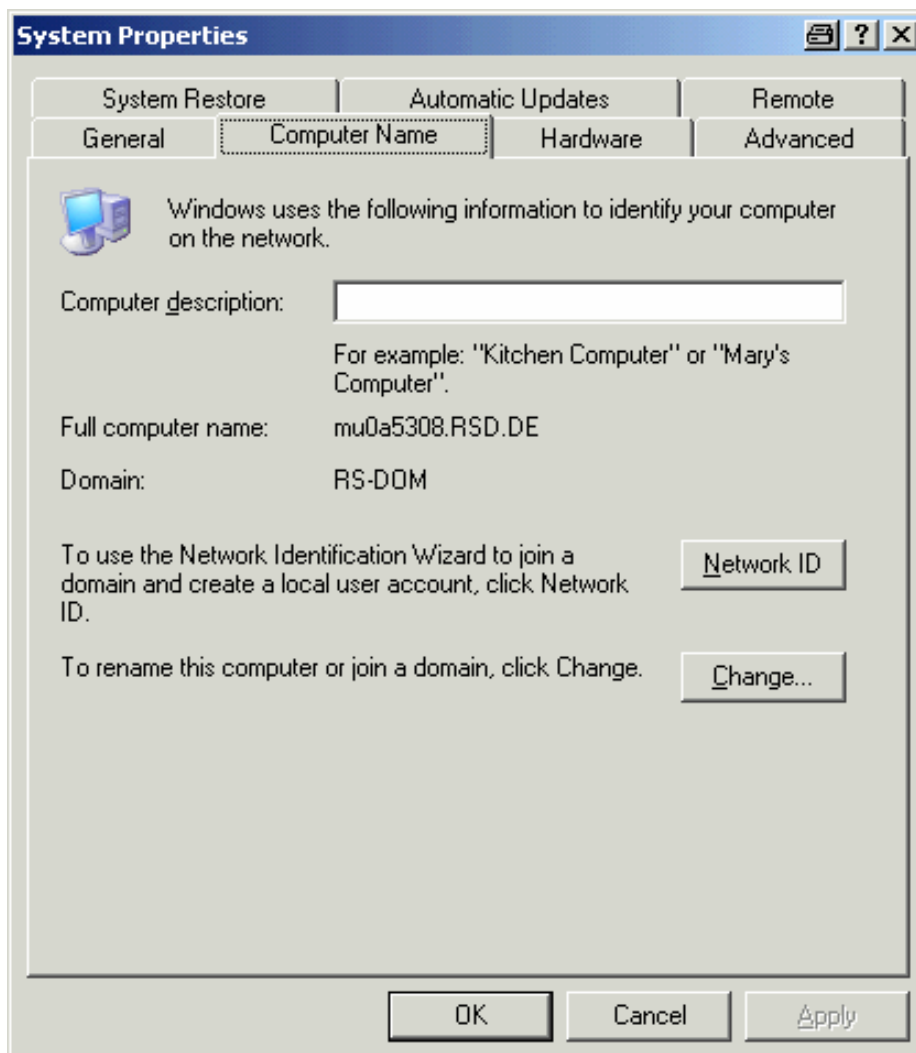 System Properties
System Restore
Automatic Updates
Remote
General
Computer Name
Hardware
Advanced
Windows uses the following information to identify your computer
on the network.
Computer description:
For example: "Kitchen Computer" or "Mary's
Computer".
Full computer name:
mu0a5308.RSD.DE
Domain:
RS-DOM
To use the Network Identification Wizard to join a
domain and create a local user account, click Network
ID.
Network ID
To rename this computer or join a domain, click Change.
Change...
OK
Cancel
Apply